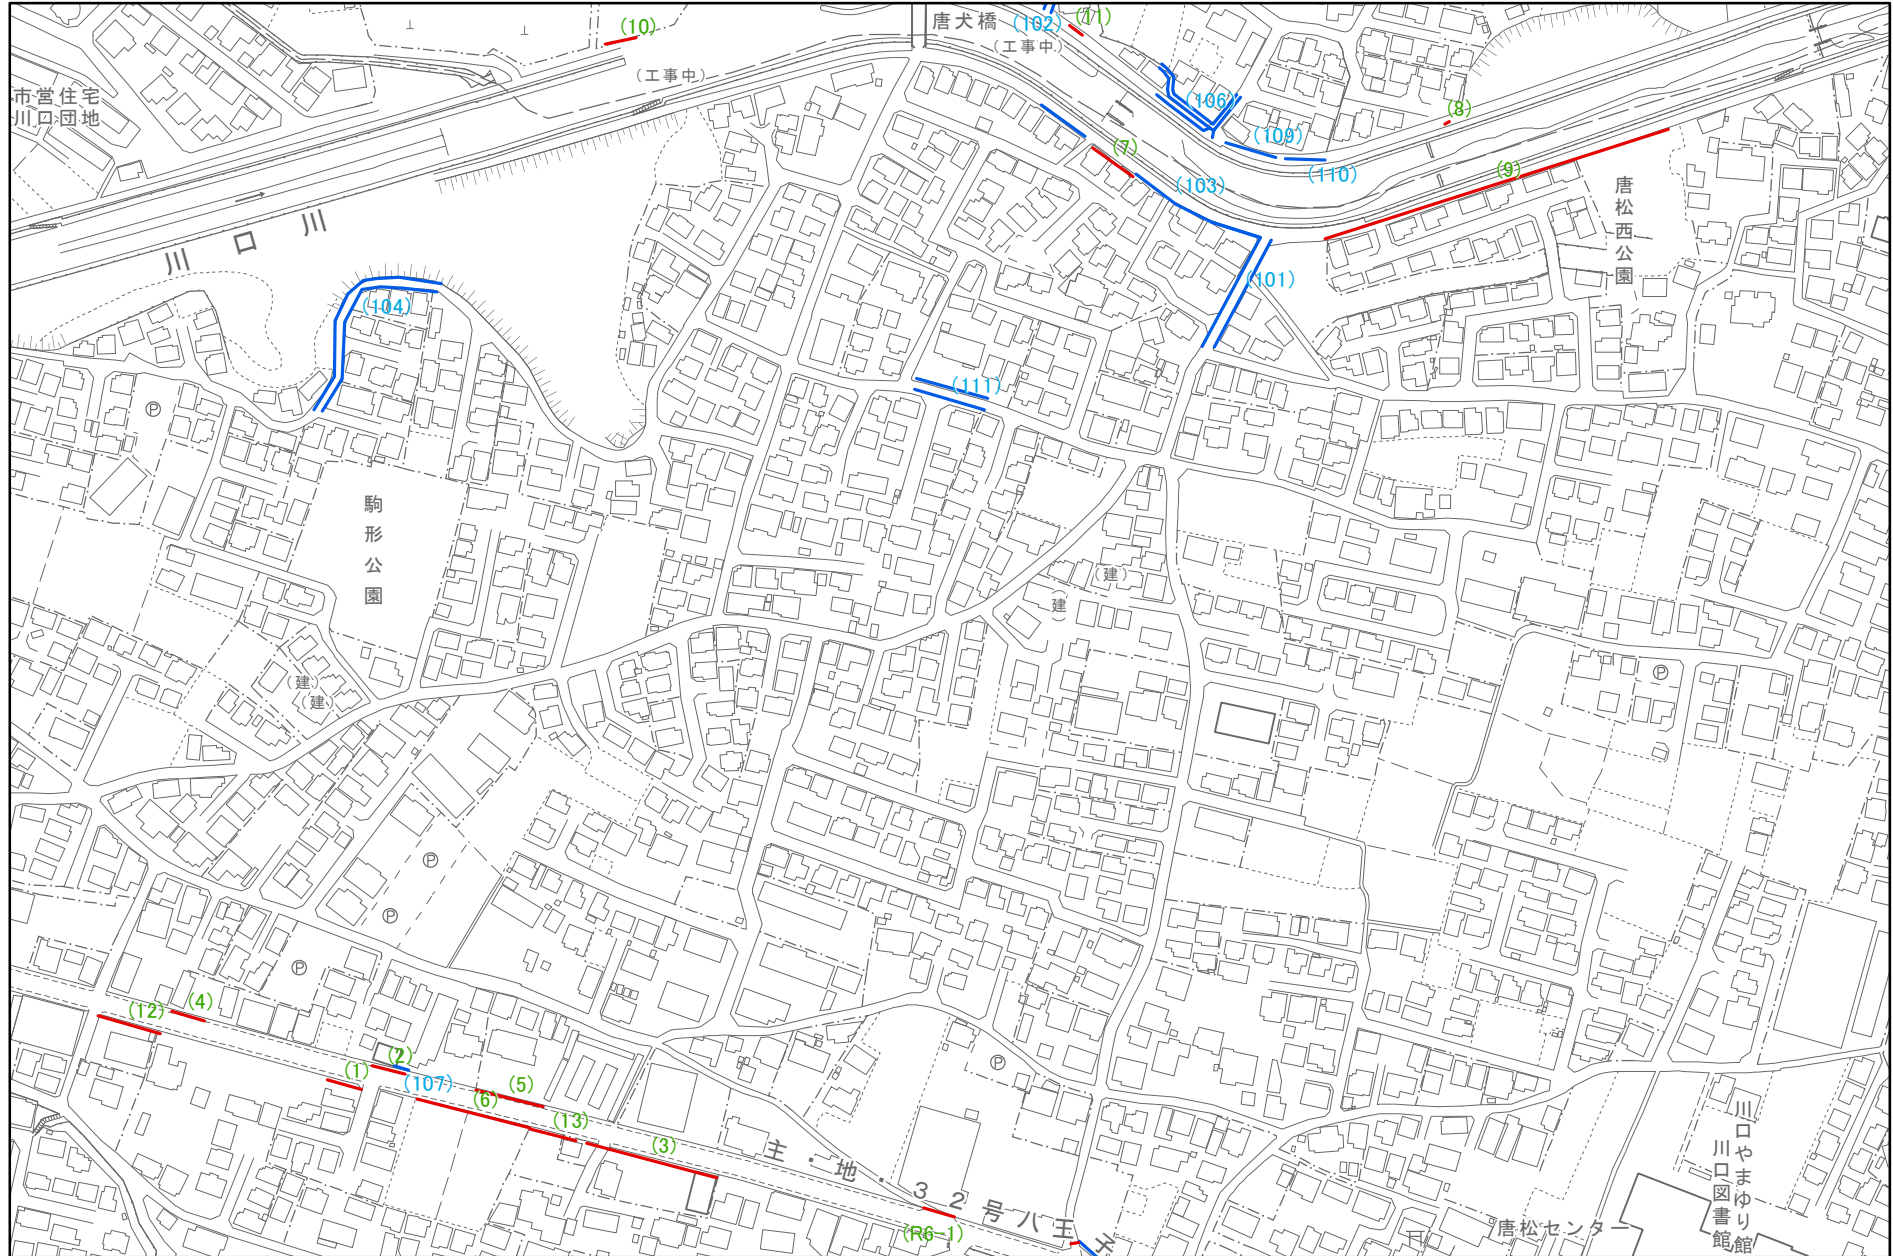 (10)
唐犬橋
(工事中)
(102)
(11)
(工事中)
市営住宅
川口団地
(106)
(8)
(109)
(7)
(110)
(103)
(9)
唐松西公園
川口川
(101)
(104)
(111)
Ⓟ
駒形公園
(建)
(建)
(建)
(建)
Ⓟ
Ⓟ
Ⓟ
Ⓟ
(4)
(12)
(2)
(1)
(107)
(5)
(6)
(13)
(3)
Ⓟ
主・地・32号八王子
(R6-1)
唐松センター
川口やまゆり館
川口図書館